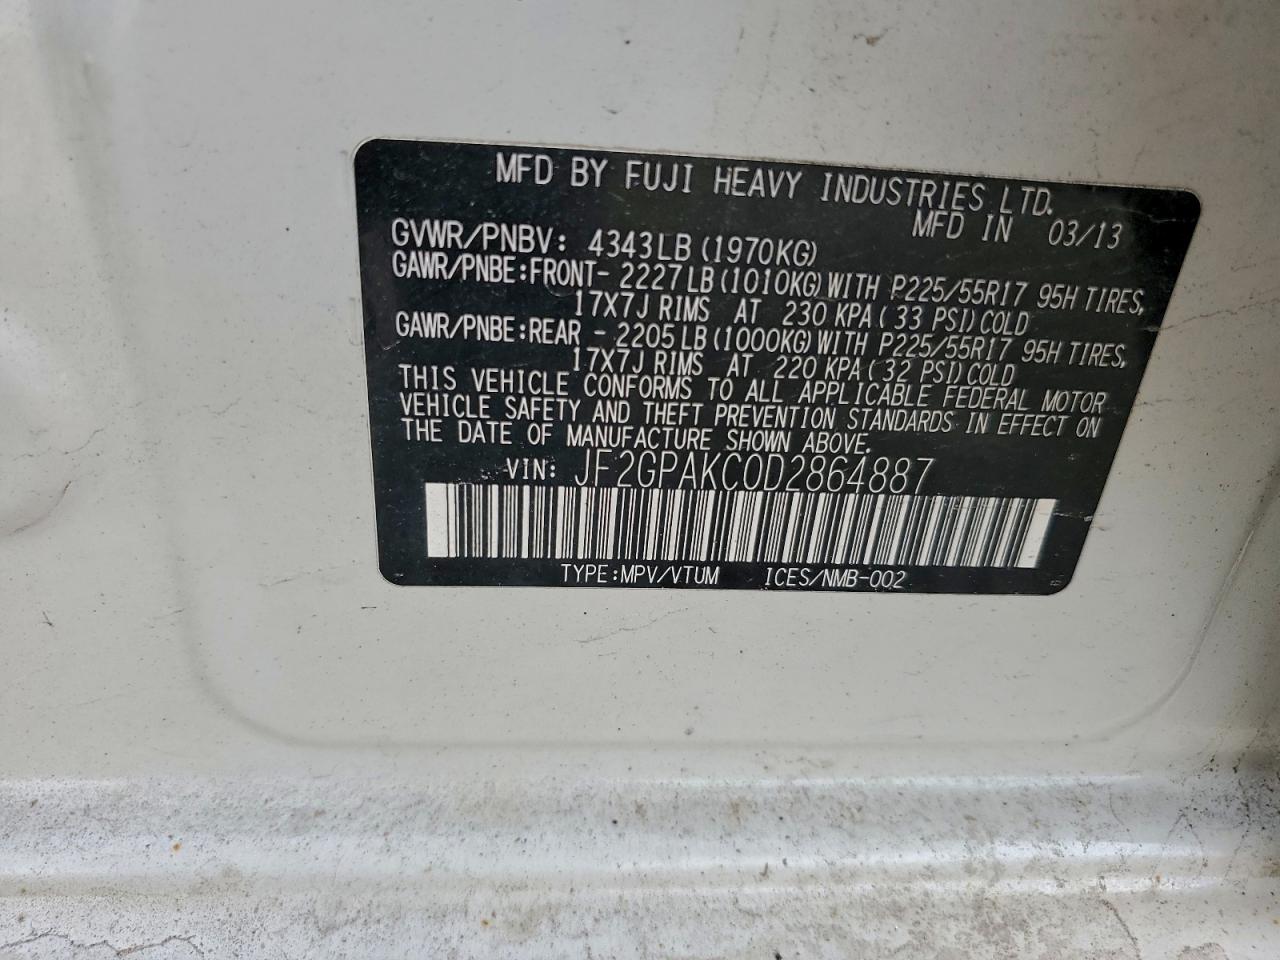 MFD BY FUJI HEAVY INDUSTRIES LTD.
MFD IN 03/13
GVWR/PNBV: 4343LB (1970KG)
GAWR/PNBE:FRONT- 2227LB (1010KG) WITH P225/55R17 95H TIRES,
17X7J RIMS AT 230 KPA (33 PSI) COLD
GAWR/PNBE:REAR - 2205LB (1000KG) WITH P225/55R17 95H TIRES,
17X7J RIMS AT 220 KPA (32 PSI) COLD
THIS VEHICLE CONFORMS TO ALL APPLICABLE FEDERAL MOTOR
VEHICLE SAFETY AND THEFT PREVENTION STANDARDS IN EFFECT ON
THE DATE OF MANUFACTURE SHOWN ABOVE.
VIN: JF2GPAKC0D2864887
TYPE:MPV/VTUM ICES/NMB-002